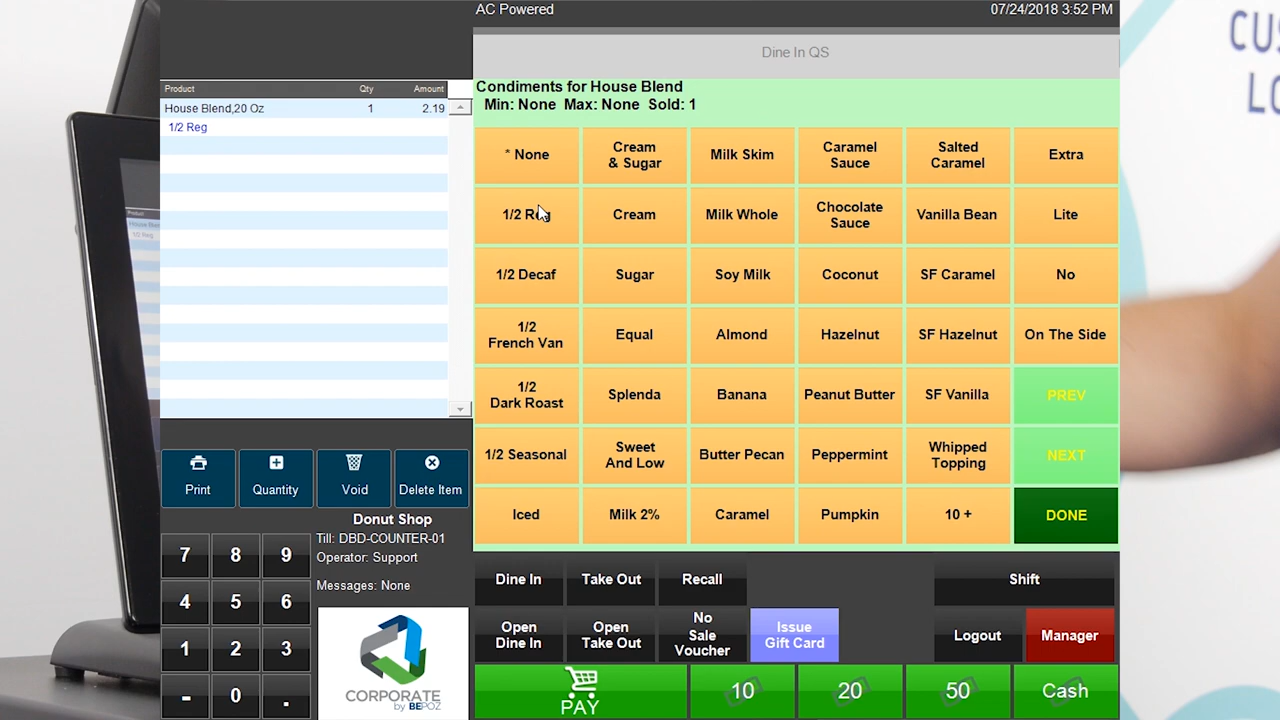 AC Powered
07/24/2018 3:52 PM
Dine In QS
CUS
LO
Product Qty Amount
House Blend,20 Oz 1 2.19
1/2 Reg
Condiments for House Blend
Min: None Max: None Sold: 1
* None
Cream
& Sugar
Milk Skim
Caramel
Sauce
Salted
Caramel
Extra
1/2 Reg
Cream
Milk Whole
Chocolate
Sauce
Vanilla Bean
Lite
1/2 Decaf
Sugar
Soy Milk
Coconut
SF Caramel
No
1/2
French Van
Equal
Almond
Hazelnut
SF Hazelnut
On The Side
1/2
Dark Roast
Splenda
Banana
Peanut Butter
SF Vanilla
PREV
1/2 Seasonal
Sweet
And Low
Butter Pecan
Peppermint
Whipped
Topping
NEXT
Iced
Milk 2%
Caramel
Pumpkin
10 +
DONE
Print
Quantity
Void
Delete Item
Donut Shop
Till: DBD-COUNTER-01
Operator: Support
Messages: None
7 8 9
4 5 6
1 2 3
- 0 .
CORPORATE
by BEPOZ
Dine In
Take Out
Recall
Shift
Open
Dine In
Open
Take Out
No
Sale
Voucher
Issue
Gift Card
Logout
Manager
PAY
10
20
50
Cash